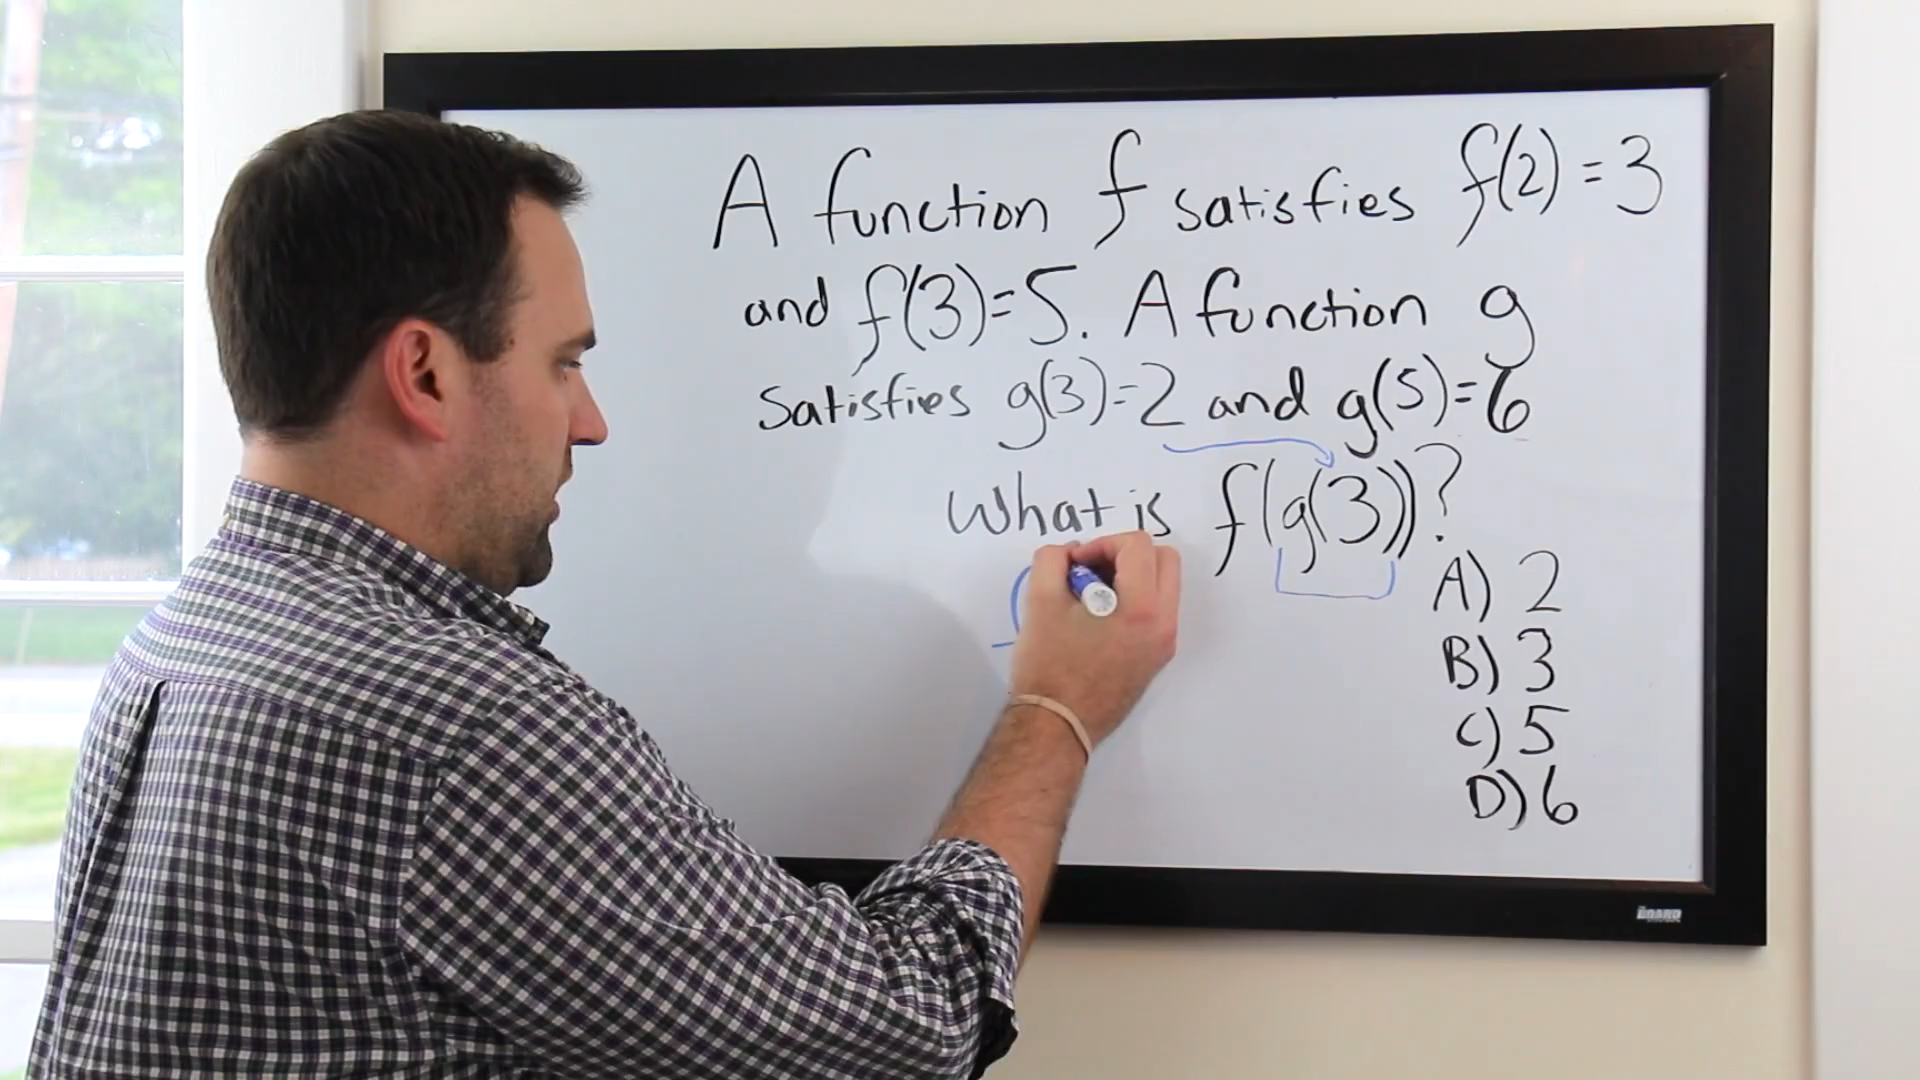 A function f satisfies f(2) = 3
and f(3)=5. A function g
satisfies g(3)=2 and g(5)=6
What is f(g(3))?
A) 2
B) 3
C) 5
D) 6